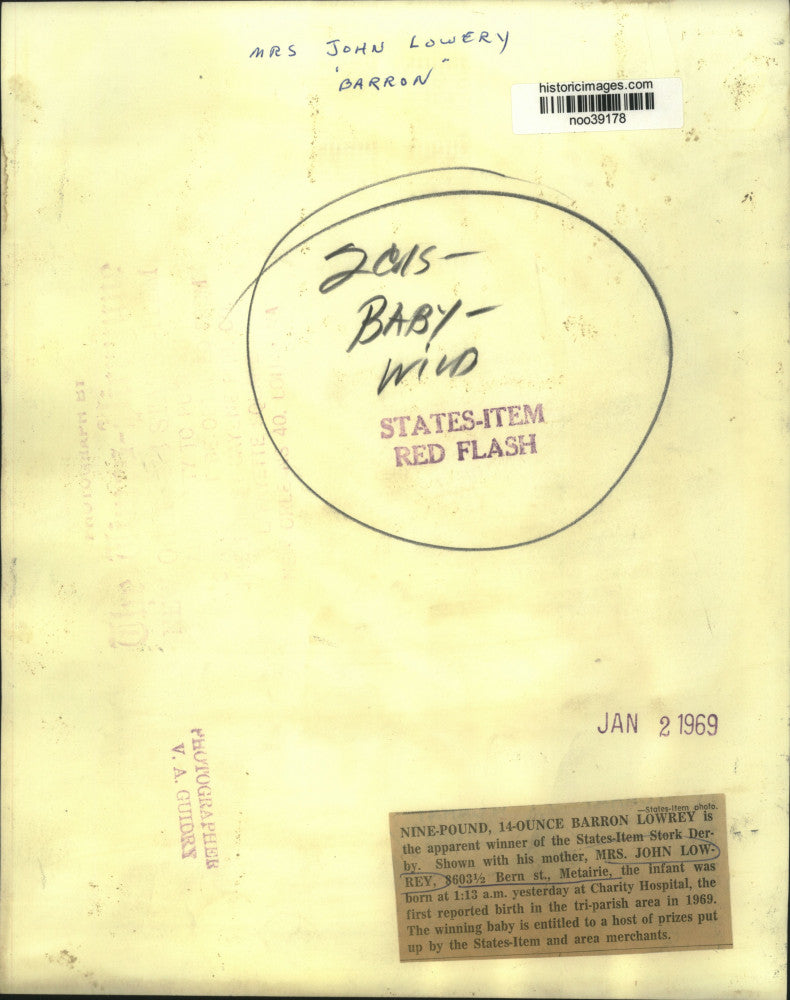 MRS JOHN LOWERY
"BARRON"
historicimages.com
noo39178
BABY-
WILD
STATES-ITEM
RED FLASH
JAN 2 1969
PHOTOGRAPHER
V. A. GUIDRY
—States-Item photo.
NINE-POUND, 14-OUNCE BARRON LOWREY is
the apparent winner of the States-Item Stork Der-
by. Shown with his mother, MRS. JOHN LOW-
REY, 8603½ Bern st., Metairie, the infant was
born at 1:13 a.m. yesterday at Charity Hospital, the
first reported birth in the tri-parish area in 1969.
The winning baby is entitled to a host of prizes put
up by the States-Item and area merchants.